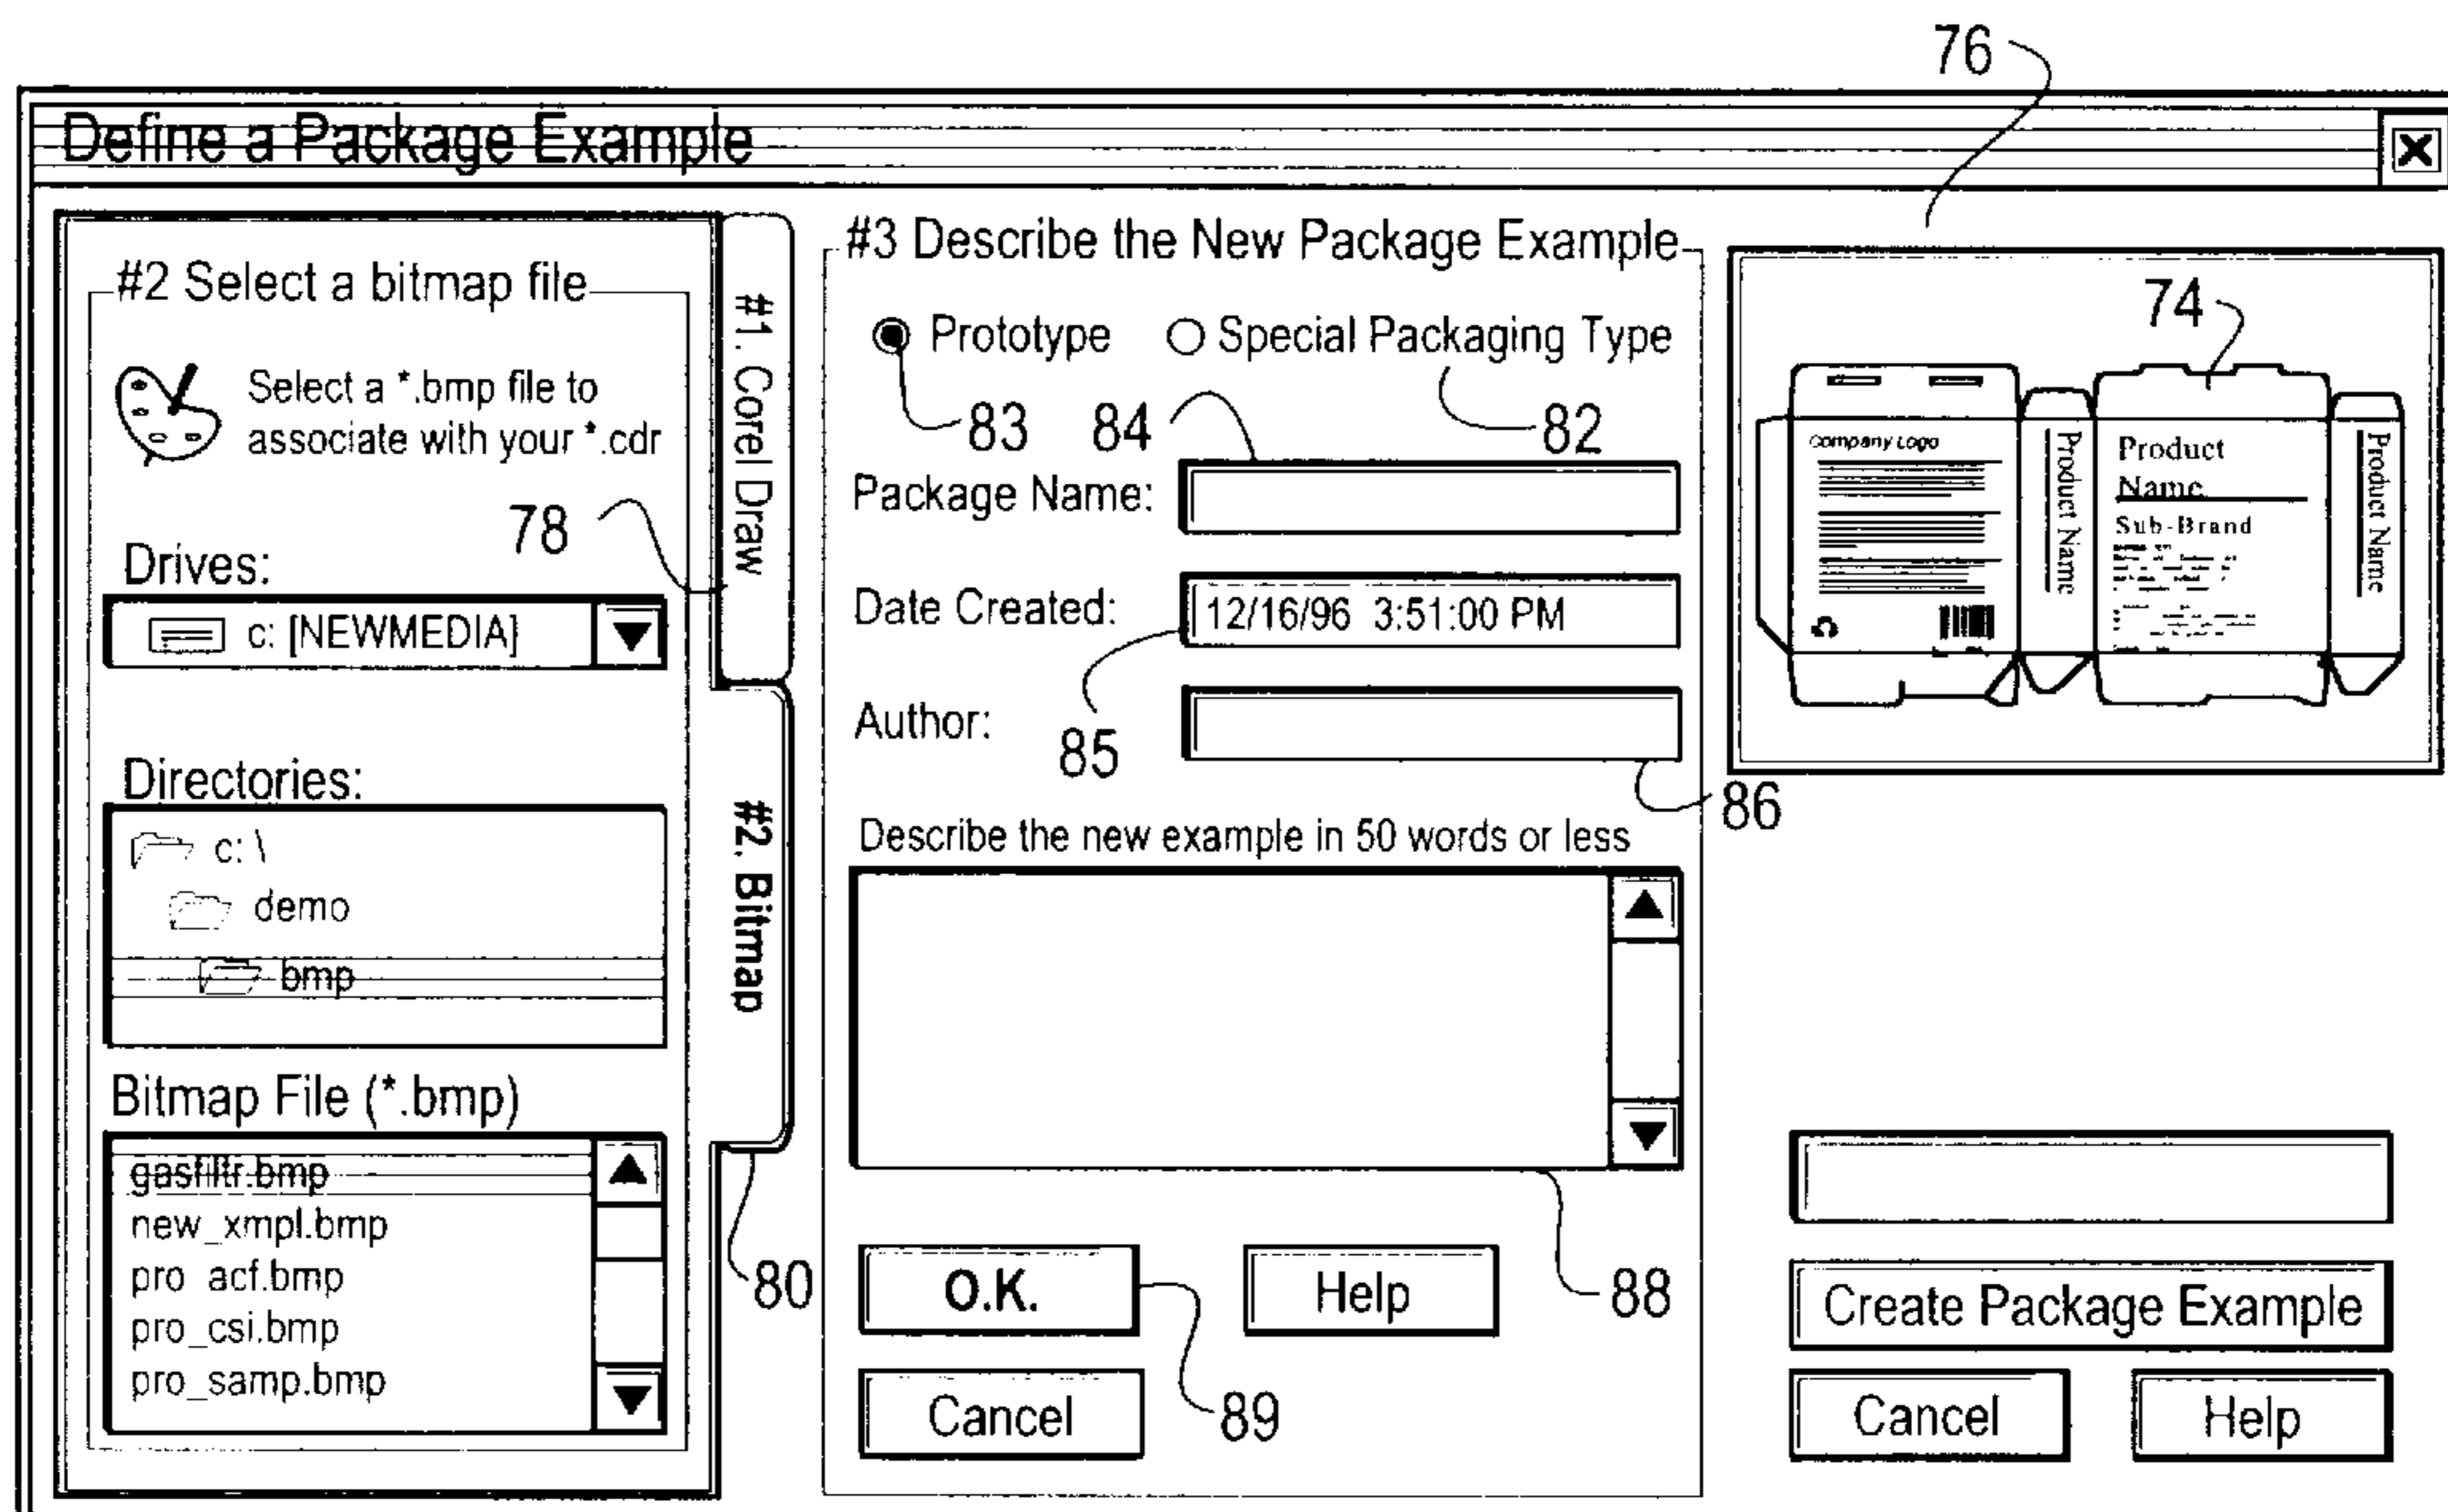 76
Define a Package Example
#2 Select a bitmap file
Select a *.bmp file to
associate with your *.cdr
78
Drives:
c: [NEWMEDIA]
Directories:
c:\
demo
bmp
Bitmap File (*.bmp)
gasfiltr.bmp
new_xmpl.bmp
pro acf.bmp
pro_csi.bmp
pro_samp.bmp
#1. Corel Draw
#2. Bitmap
80
#3 Describe the New Package Example
Prototype
Special Packaging Type
83
84
82
Package Name:
Date Created:
12/16/96 3:51:00 PM
Author:
85
86
Describe the new example in 50 words or less
88
O.K.
Help
Cancel
89
74
Company Logo
Product Name
Product
Name
Sub-Brand
Product Name
Create Package Example
Cancel
Help